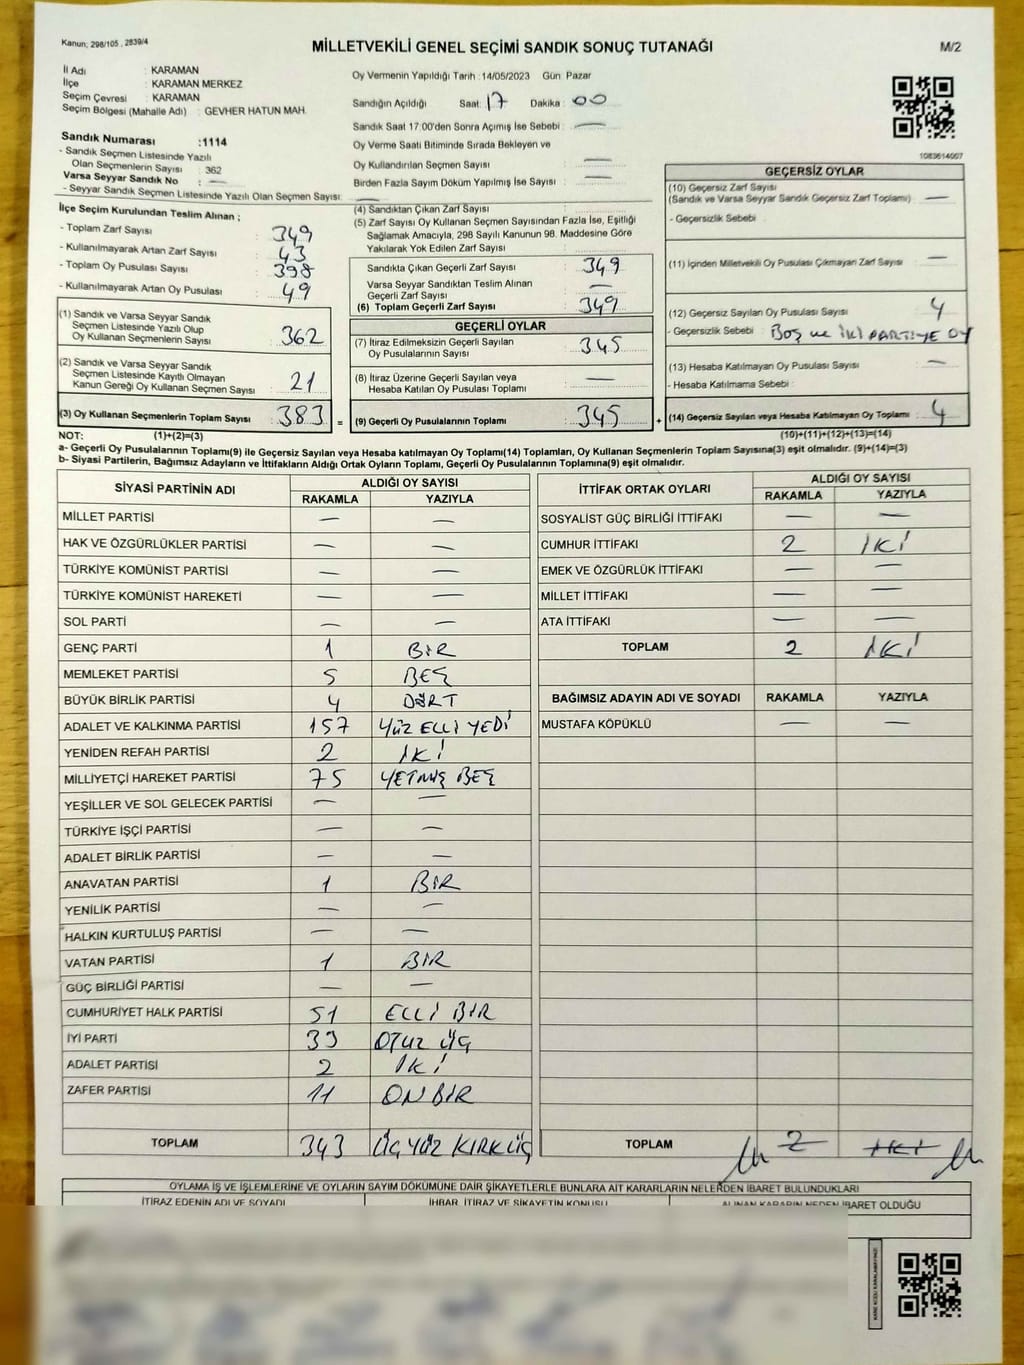 Kanun; 298/105 , 2839/4
MİLLETVEKİLİ GENEL SEÇİMİ SANDIK SONUÇ TUTANAĞI
M/2
İl Adı : KARAMAN
İlçe : KARAMAN MERKEZ
Seçim Çevresi : KARAMAN
Seçim Bölgesi (Mahalle Adı) : GEVHER HATUN MAH.
Sandık Numarası :1114
- Sandık Seçmen Listesinde Yazılı
Olan Seçmenlerin Sayısı : 362
Varsa Seyyar Sandık No : —
- Seyyar Sandık Seçmen Listesinde Yazılı Olan Seçmen Sayısı: —
Oy Vermenin Yapıldığı Tarih : 14/05/2023 Gün Pazar
Sandığın Açıldığı Saat : 17 Dakika : 00
Sandık Saat 17:00'den Sonra Açımış İse Sebebi : —
Oy Verme Saati Bitiminde Sırada Bekleyen ve
Oy Kullandırılan Seçmen Sayısı : —
Birden Fazla Sayım Döküm Yapılmış İse Sayısı : —
1083614007
İlçe Seçim Kurulundan Teslim Alınan ;
- Toplam Zarf Sayısı : 349
- Kullanılmayarak Artan Zarf Sayısı : 43
- Toplam Oy Pusulası Sayısı : 398
- Kullanılmayarak Artan Oy Pusulası : 49
(1) Sandık ve Varsa Seyyar Sandık
Seçmen Listesinde Yazılı Olup
Oy Kullanan Seçmenlerin Sayısı : 362
(2) Sandık ve Varsa Seyyar Sandık
Seçmen Listesinde Kayıtlı Olmayan
Kanun Gereği Oy Kullanan Seçmen Sayısı : 21
(3) Oy Kullanan Seçmenlerin Toplam Sayısı : 383 =
(4) Sandıktan Çıkan Zarf Sayısı :
(5) Zarf Sayısı Oy Kullanan Seçmen Sayısından Fazla İse, Eşitliği
Sağlamak Amacıyla, 298 Sayılı Kanunun 98. Maddesine Göre
Yakılarak Yok Edilen Zarf Sayısı :
Sandıkta Çıkan Geçerli Zarf Sayısı : 349
Varsa Seyyar Sandıktan Teslim Alınan
Geçerli Zarf Sayısı : —
(6) Toplam Geçerli Zarf Sayısı : 349
GEÇERLİ OYLAR
(7) İtiraz Edilmeksizin Geçerli Sayılan
Oy Pusulalarının Sayısı : 345
(8) İtiraz Üzerine Geçerli Sayılan veya
Hesaba Katılan Oy Pusulası Toplamı : —
(9) Geçerli Oy Pusulalarının Toplamı : 345 +
GEÇERSİZ OYLAR
(10) Geçersiz Zarf Sayısı
(Sandık ve Varsa Seyyar Sandık Geçersiz Zarf Toplamı) : —
- Geçersizlik Sebebi :
(11) İçinden Milletvekili Oy Pusulası Çıkmayan Zarf Sayısı : —
(12) Geçersiz Sayılan Oy Pusulası Sayısı : 4
- Geçersizlik Sebebi : BOŞ ve İKİ PARTİYE OY
(13) Hesaba Katılmayan Oy Pusulası Sayısı : —
- Hesaba Katılmama Sebebi :
(14) Geçersiz Sayılan veya Hesaba Katılmayan Oy Toplamı : 4
NOT: (1)+(2)=(3) (10)+(11)+(12)+(13)=(14)
a- Geçerli Oy Pusulalarının Toplamı(9) ile Geçersiz Sayılan veya Hesaba katılmayan Oy Toplamı(14) Toplamları, Oy Kullanan Seçmenlerin Toplam Sayısına(3) eşit olmalıdır. (9)+(14)=(3)
b- Siyasi Partilerin, Bağımsız Adayların ve İttifakların Aldığı Ortak Oyların Toplamı, Geçerli Oy Pusulalarının Toplamına(9) eşit olmalıdır.
SİYASİ PARTİNİN ADI ALDIĞI OY SAYISI
RAKAMLA YAZIYLA
MİLLET PARTİSİ — —
HAK VE ÖZGÜRLÜKLER PARTİSİ — —
TÜRKİYE KOMÜNİST PARTİSİ — —
TÜRKİYE KOMÜNİST HAREKETİ — —
SOL PARTİ — —
GENÇ PARTİ 1 BİR
MEMLEKET PARTİSİ 5 BEŞ
BÜYÜK BİRLİK PARTİSİ 4 DÖRT
ADALET VE KALKINMA PARTİSİ 157 YÜZ ELLİ YEDİ
YENİDEN REFAH PARTİSİ 2 İKİ
MİLLİYETÇİ HAREKET PARTİSİ 75 YETMİŞ BEŞ
YEŞİLLER VE SOL GELECEK PARTİSİ — —
TÜRKİYE İŞÇİ PARTİSİ — —
ADALET BİRLİK PARTİSİ — —
ANAVATAN PARTİSİ 1 BİR
YENİLİK PARTİSİ — —
HALKIN KURTULUŞ PARTİSİ — —
VATAN PARTİSİ 1 BİR
GÜÇ BİRLİĞİ PARTİSİ — —
CUMHURİYET HALK PARTİSİ 51 ELLİ BİR
İYİ PARTİ 33 OTUZ ÜÇ
ADALET PARTİSİ 2 İKİ
ZAFER PARTİSİ 11 ONBİR
TOPLAM 343 ÜÇ YÜZ KIRK ÜÇ
İTTİFAK ORTAK OYLARI ALDIĞI OY SAYISI
RAKAMLA YAZIYLA
SOSYALİST GÜÇ BİRLİĞİ İTTİFAKI — —
CUMHUR İTTİFAKI 2 İKİ
EMEK VE ÖZGÜRLÜK İTTİFAKI — —
MİLLET İTTİFAKI — —
ATA İTTİFAKI — —
TOPLAM 2 İKİ
BAĞIMSIZ ADAYIN ADI VE SOYADI RAKAMLA YAZIYLA
MUSTAFA KÖPÜKLÜ — —
TOPLAM 2 İKİ
OYLAMA İŞ VE İŞLEMLERİNE VE OYLARIN SAYIM DÖKÜMÜNE DAİR ŞİKAYETLERLE BUNLARA AİT KARARLARIN NELERDEN İBARET BULUNDUKLARI
İTİRAZ EDENİN ADI VE SOYADI İHBAR, İTİRAZ VE ŞİKAYETİN KONUSU ALINAN KARARIN NEDEN İBARET OLDUĞU